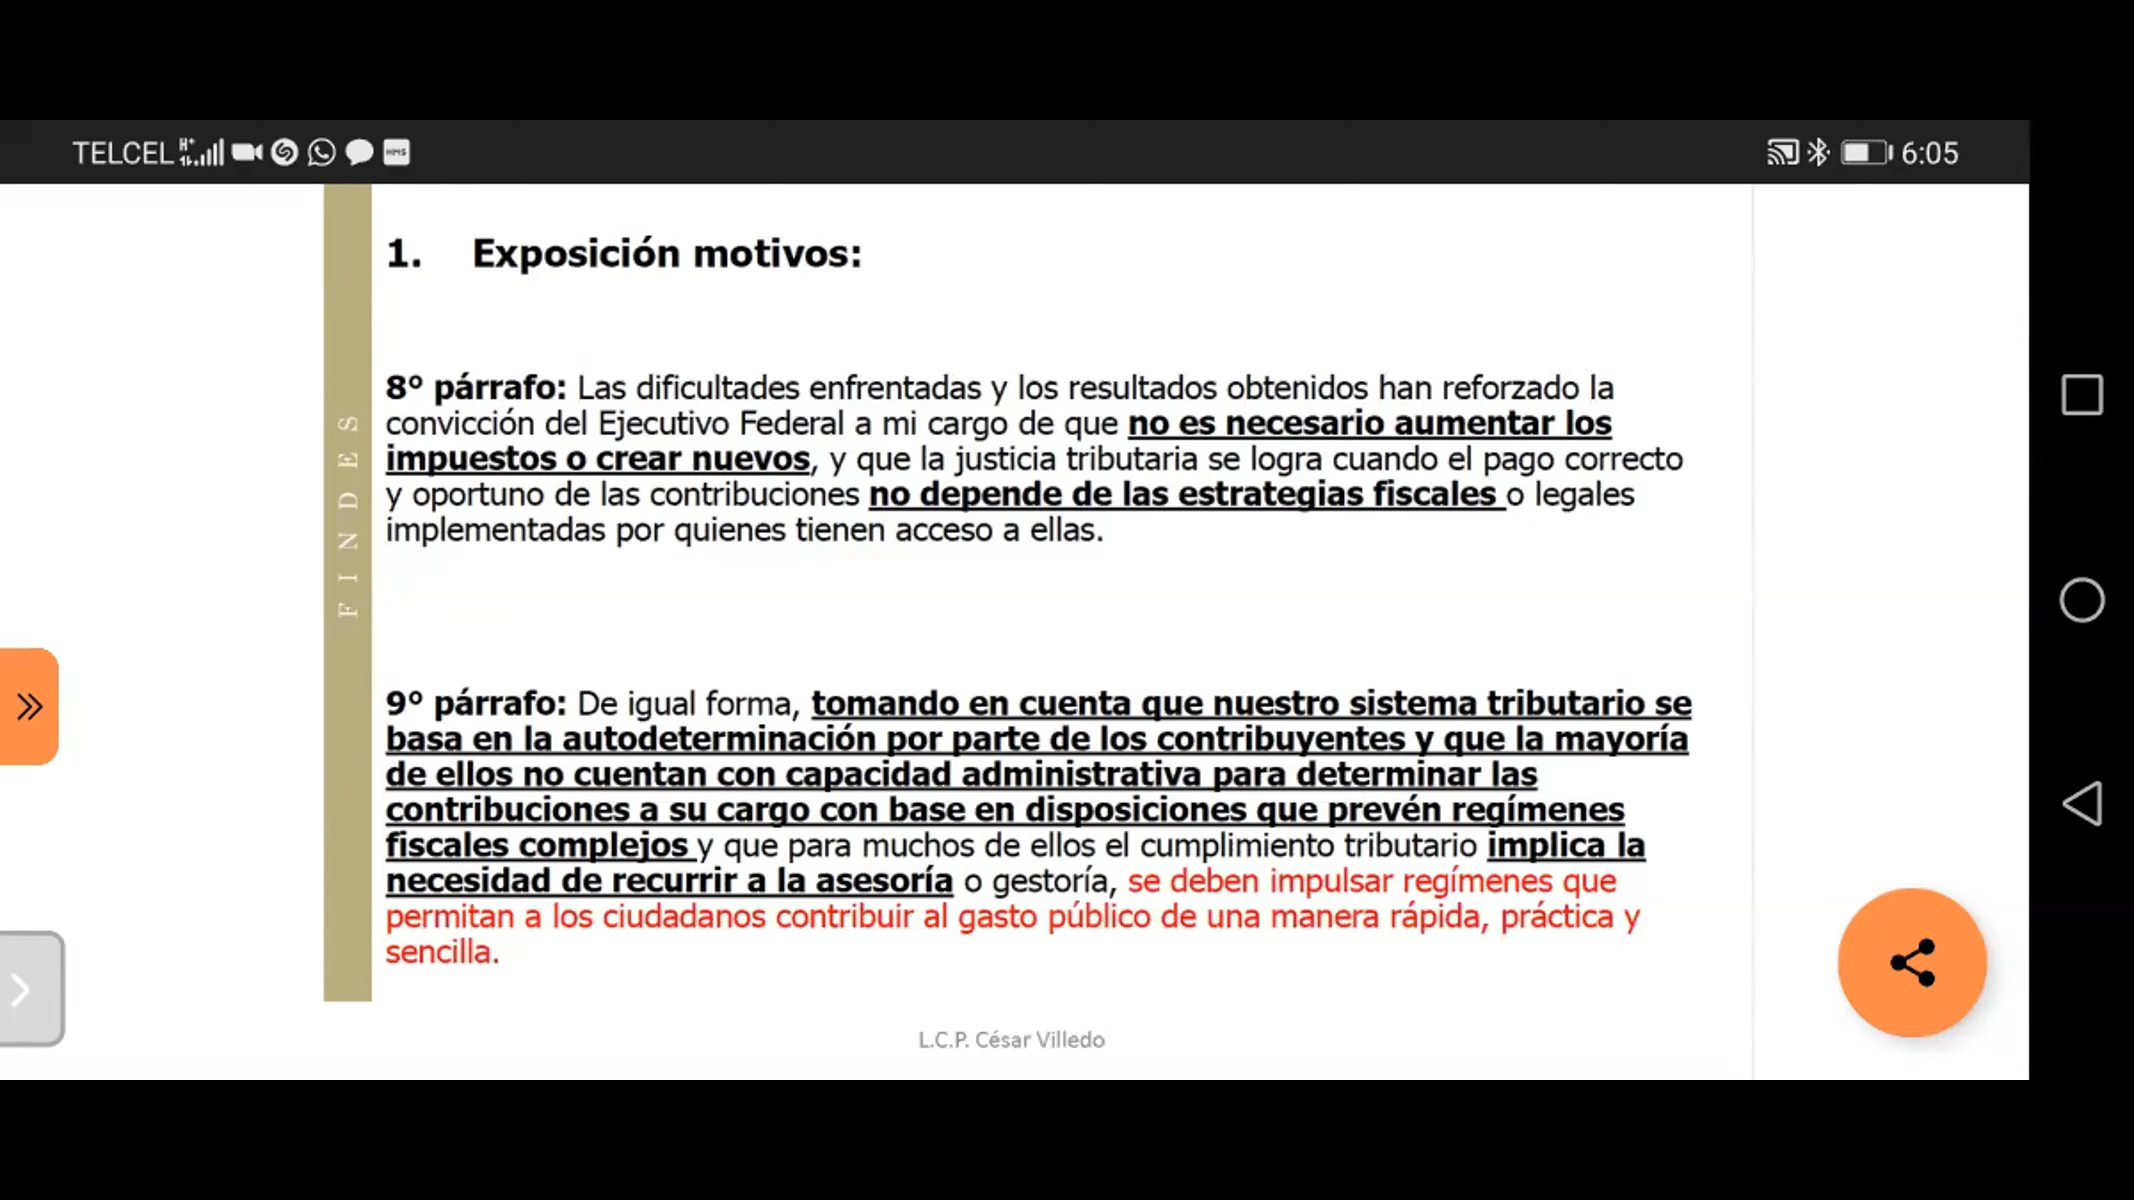 TELCEL H+ HMS 6:05
1. Exposición motivos:
8° párrafo: Las dificultades enfrentadas y los resultados obtenidos han reforzado la
convicción del Ejecutivo Federal a mi cargo de que no es necesario aumentar los
impuestos o crear nuevos, y que la justicia tributaria se logra cuando el pago correcto
y oportuno de las contribuciones no depende de las estrategias fiscales o legales
implementadas por quienes tienen acceso a ellas.
FINDES
9° párrafo: De igual forma, tomando en cuenta que nuestro sistema tributario se
basa en la autodeterminación por parte de los contribuyentes y que la mayoría
de ellos no cuentan con capacidad administrativa para determinar las
contribuciones a su cargo con base en disposiciones que prevén regímenes
fiscales complejos y que para muchos de ellos el cumplimiento tributario implica la
necesidad de recurrir a la asesoría o gestoría, se deben impulsar regímenes que
permitan a los ciudadanos contribuir al gasto público de una manera rápida, práctica y
sencilla.
L.C.P. César Villedo